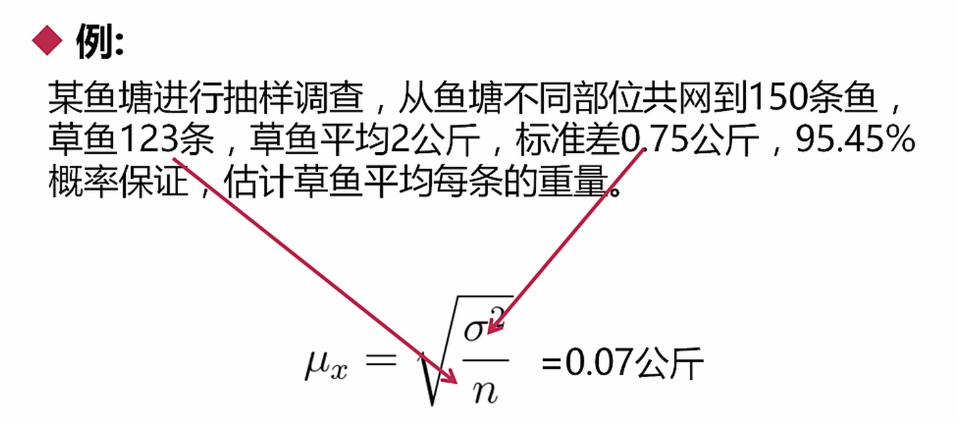 例:
某鱼塘进行抽样调查，从鱼塘不同部位共网到150条鱼，
草鱼123条，草鱼平均2公斤，标准差0.75公斤，95.45%
概率保证，估计草鱼平均每条的重量。
μₓ = √(σ²/n) =0.07公斤